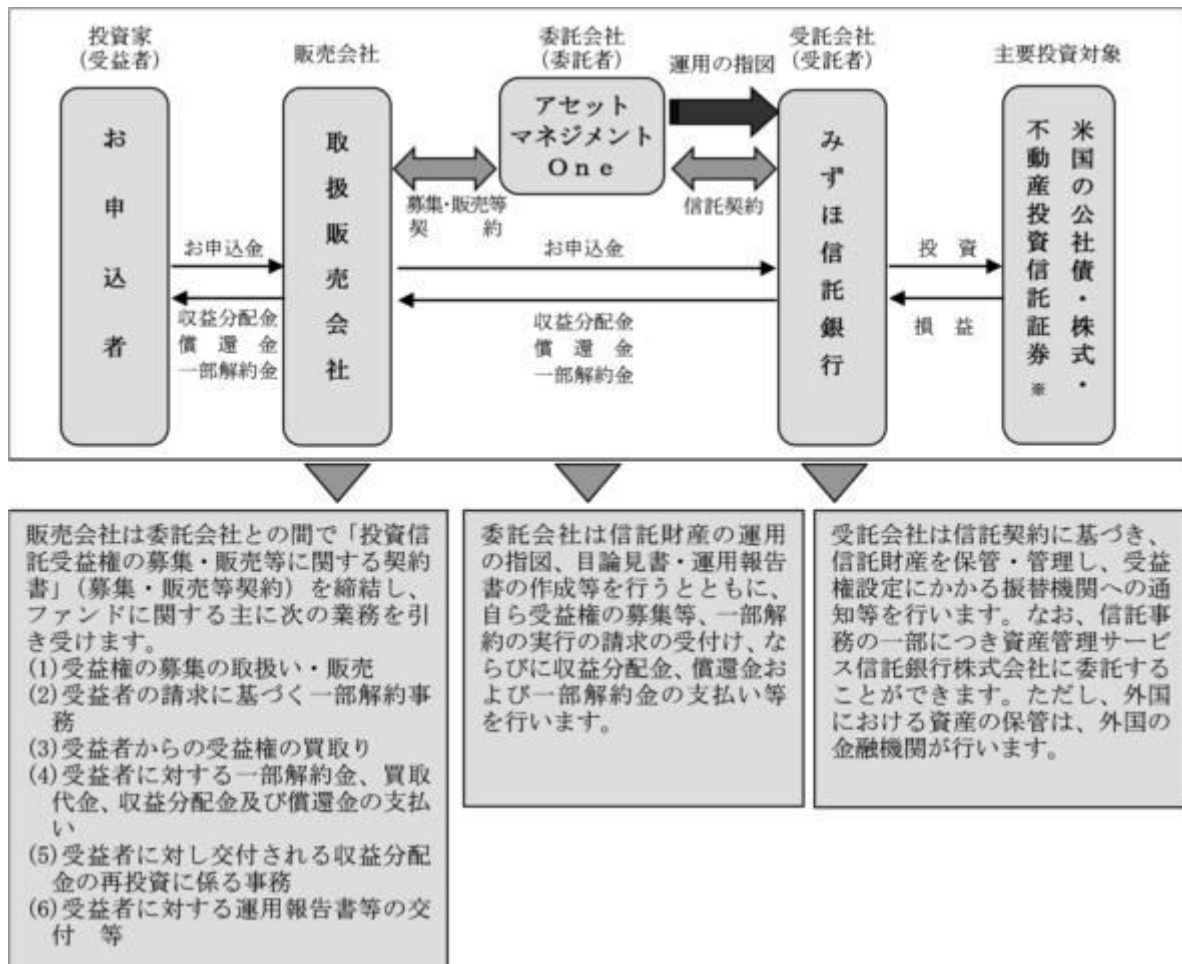 投資家
(受益者)
販売会社
委託会社
(委託者)
運用の指図
受託会社
(受託者)
主要投資対象
お申込者
取扱販売会社
アセット
マネジメント
One
みずほ信託銀行
米国の公社債・株式・
不動産投資信託証券※
募集・販売等
契約
信託契約
お申込金
収益分配金
償還金
一部解約金
お申込金
収益分配金
償還金
一部解約金
投資
損益
販売会社は委託会社との間で「投資信
託受益権の募集・販売等に関する契約
書」(募集・販売等契約)を締結し、
ファンドに関する主に次の業務を引
き受けます。
(1)受益権の募集の取扱い・販売
(2)受益者の請求に基づく一部解約事
務
(3)受益者からの受益権の買取り
(4)受益者に対する一部解約金、買取
代金、収益分配金及び償還金の支払
い
(5)受益者に対し交付される収益分配
金の再投資に係る事務
(6)受益者に対する運用報告書等の交
付 等
委託会社は信託財産の運用
の指図、目論見書・運用報告
書の作成等を行うとともに、
自ら受益権の募集等、一部解
約の実行の請求の受付け、な
らびに収益分配金、償還金お
よび一部解約金の支払い等
を行います。
受託会社は信託契約に基づき、
信託財産を保管・管理し、受益
権設定にかかる振替機関への通
知等を行います。なお、信託事
務の一部につき資産管理サービ
ス信託銀行株式会社に委託する
ことができます。ただし、外国
における資産の保管は、外国の
金融機関が行います。